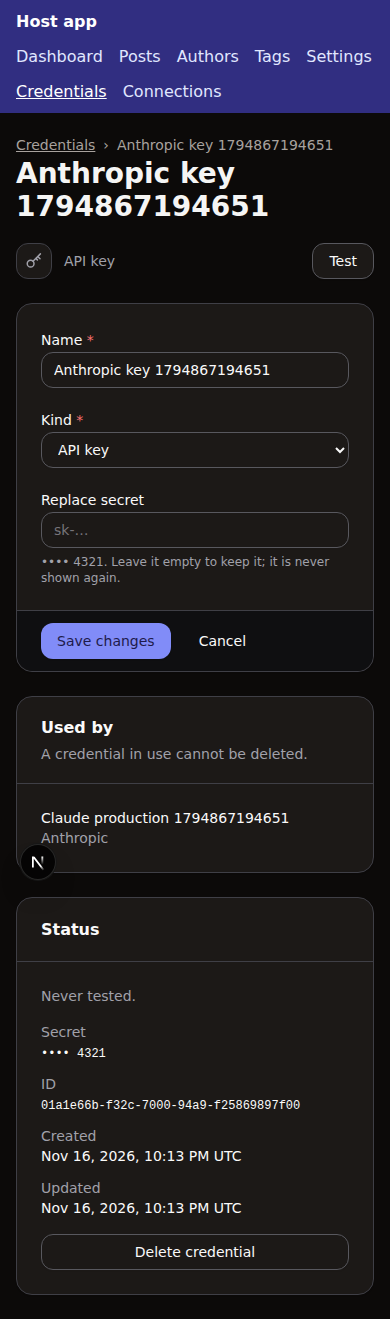 Host app
Dashboard Posts Authors Tags Settings
Credentials Connections
Credentials › Anthropic key 1794867194651
Anthropic key
1794867194651
API key
Test
Name *
Anthropic key 1794867194651
Kind *
API key
Replace secret
sk-...
•••• 4321. Leave it empty to keep it; it is never
shown again.
Save changes
Cancel
Used by
A credential in use cannot be deleted.
Claude production 1794867194651
Anthropic
N
Status
Never tested.
Secret
•••• 4321
ID
01a1e66b-f32c-7000-94a9-f25869897f00
Created
Nov 16, 2026, 10:13 PM UTC
Updated
Nov 16, 2026, 10:13 PM UTC
Delete credential